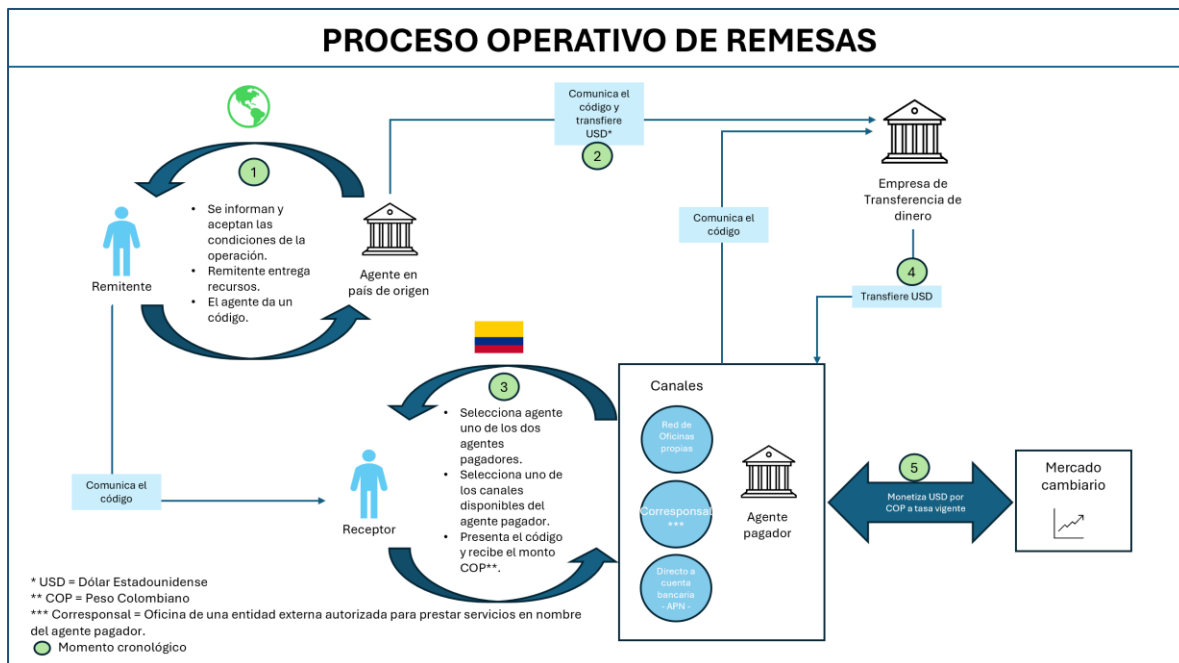 PROCESO OPERATIVO DE REMESAS
1
• Se informan y
aceptan las
condiciones de la
operación.
• Remitente entrega
recursos.
• El agente da un
código.
Remitente
Agente en
país de origen
Comunica el
código y
transfiere
USD*
2
Empresa de
Transferencia de
dinero
Comunica el
código
4
Transfiere USD
3
• Selecciona agente
uno de los dos
agentes
pagadores.
• Selecciona uno de
los canales
disponibles del
agente pagador.
• Presenta el código
y recibe el monto
COP**.
Comunica el
código
Receptor
Canales
Red de
Oficinas
propias
Corresponsal
***
Directo a
cuenta
bancaria
- APN -
Agente
pagador
5
Monetiza USD por
COP a tasa vigente
Mercado
cambiario
* USD = Dólar Estadounidense
** COP = Peso Colombiano
*** Corresponsal = Oficina de una entidad externa autorizada para prestar servicios en nombre
del agente pagador.
Momento cronológico